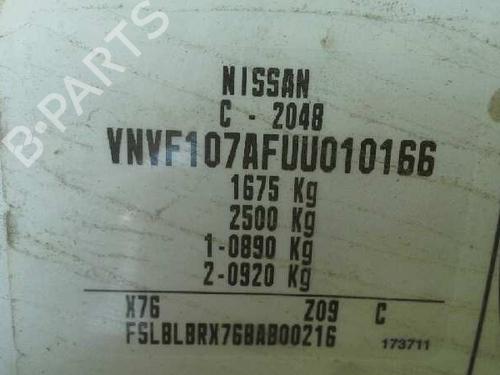 B-PARTS
NISSAN
C - 2048
VNVF107AFUU010166
1675 Kg
2500 Kg
1-0890 Kg
2-0920 Kg
X76 Z09 C
FSLBLBRX76BAB00216
173711